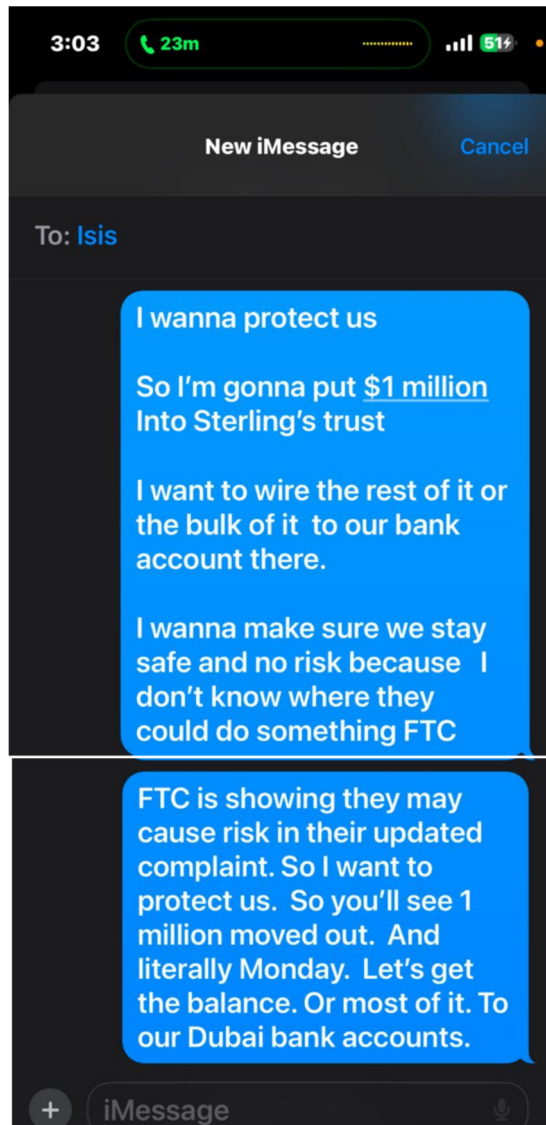 3:03 23m 51
New iMessage Cancel
To: Isis
I wanna protect us
So I'm gonna put $1 million
Into Sterling's trust
I want to wire the rest of it or
the bulk of it to our bank
account there.
I wanna make sure we stay
safe and no risk because I
don't know where they
could do something FTC
FTC is showing they may
cause risk in their updated
complaint. So I want to
protect us. So you'll see 1
million moved out. And
literally Monday. Let's get
the balance. Or most of it. To
our Dubai bank accounts.
iMessage